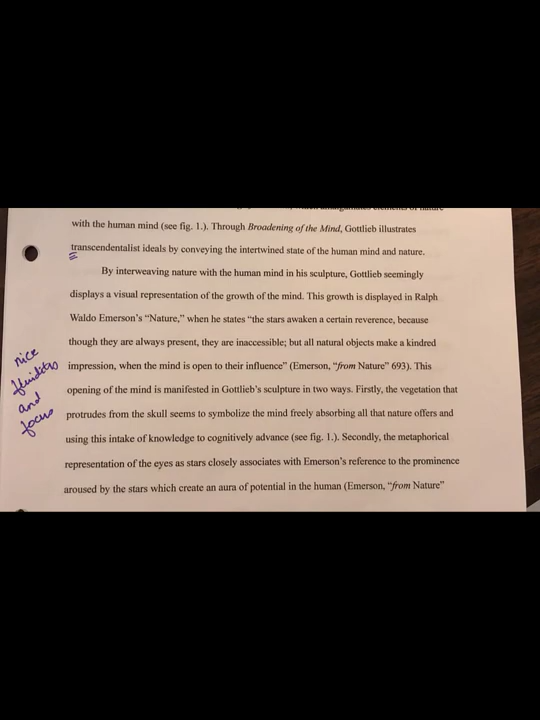 with the human mind (see fig. 1.). Through Broadening of the Mind, Gottlieb illustrates
transcendentalist ideals by conveying the intertwined state of the human mind and nature.
By interweaving nature with the human mind in his sculpture, Gottlieb seemingly
displays a visual representation of the growth of the mind. This growth is displayed in Ralph
Waldo Emerson's “Nature,” when he states “the stars awaken a certain reverence, because
though they are always present, they are inaccessible; but all natural objects make a kindred
impression, when the mind is open to their influence” (Emerson, “from Nature” 693). This
opening of the mind is manifested in Gottlieb's sculpture in two ways. Firstly, the vegetation that
protrudes from the skull seems to symbolize the mind freely absorbing all that nature offers and
using this intake of knowledge to cognitively advance (see fig. 1.). Secondly, the metaphorical
representation of the eyes as stars closely associates with Emerson's reference to the prominence
aroused by the stars which create an aura of potential in the human (Emerson, “from Nature”
nice
fluidity
and
focus